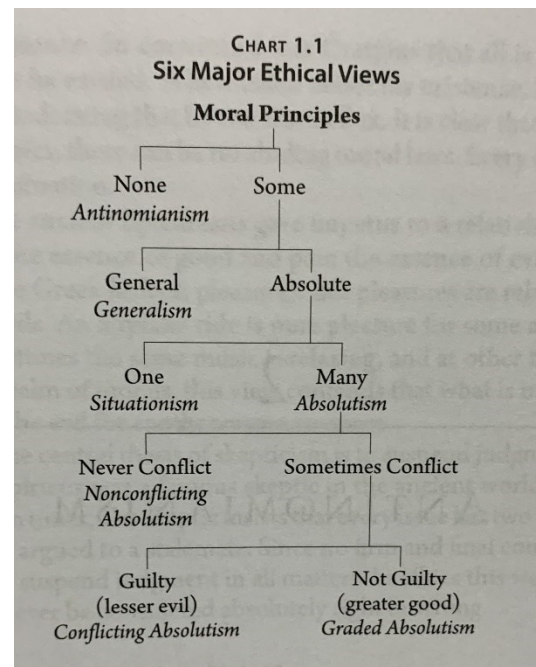 CHART 1.1
Six Major Ethical Views
Moral Principles
None Some
Antinomianism
General Absolute
Generalism
One Many
Situationism Absolutism
Never Conflict Sometimes Conflict
Nonconflicting
Absolutism
Guilty Not Guilty
(lesser evil) (greater good)
Conflicting Absolutism Graded Absolutism